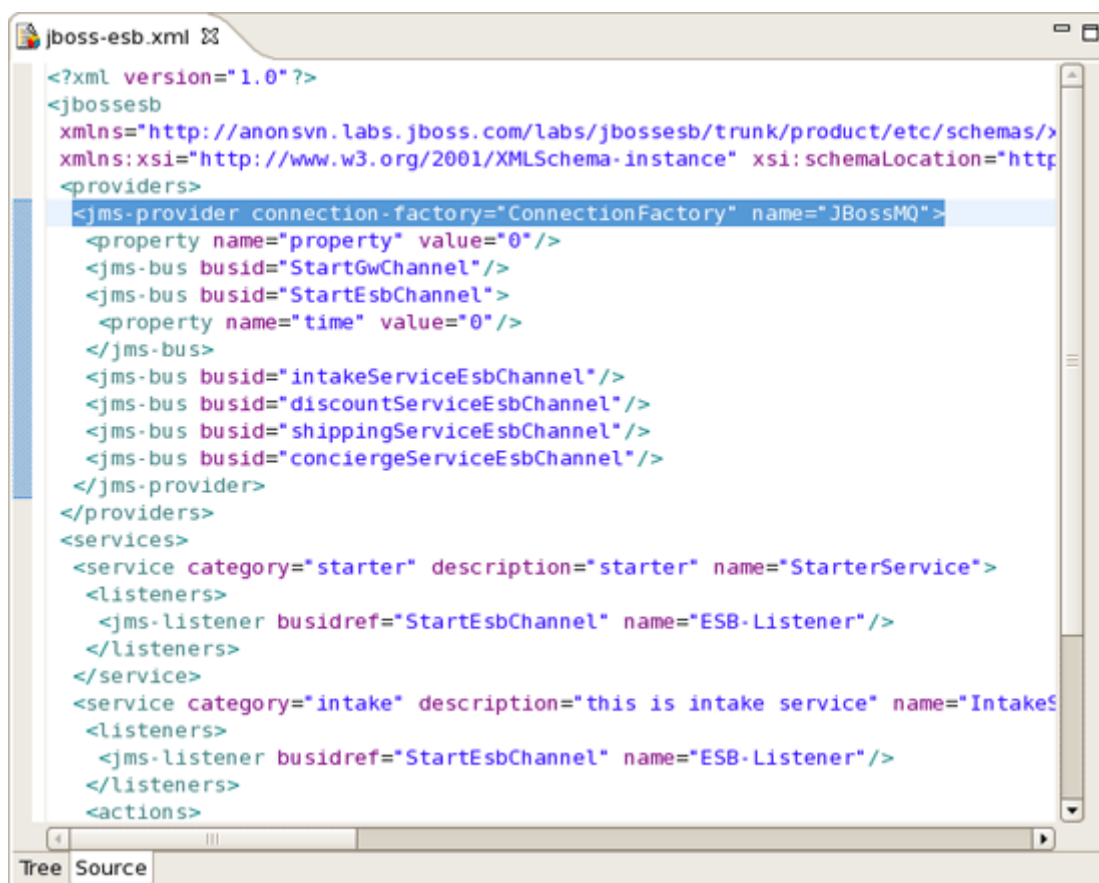 jboss-esb.xml
<?xml version="1.0"?>
<jbossesb
xmlns="http://anonsvn.labs.jboss.com/labs/jbossesb/trunk/product/etc/schemas/
xmlns:xsi="http://www.w3.org/2001/XMLSchema-instance" xsi:schemaLocation="http
<providers>
<jms-provider connection-factory="ConnectionFactory" name="JBossMQ">
<property name="property" value="0"/>
<jms-bus busid="StartGwChannel"/>
<jms-bus busid="StartEsbChannel">
<property name="time" value="0"/>
</jms-bus>
<jms-bus busid="intakeServiceEsbChannel"/>
<jms-bus busid="discountServiceEsbChannel"/>
<jms-bus busid="shippingServiceEsbChannel"/>
<jms-bus busid="conciergeServiceEsbChannel"/>
</jms-provider>
</providers>
<services>
<service category="starter" description="starter" name="StarterService">
<listeners>
<jms-listener busidref="StartEsbChannel" name="ESB-Listener"/>
</listeners>
</service>
<service category="intake" description="this is intake service" name="IntakeS
<listeners>
<jms-listener busidref="StartEsbChannel" name="ESB-Listener"/>
</listeners>
<actions>
Tree Source